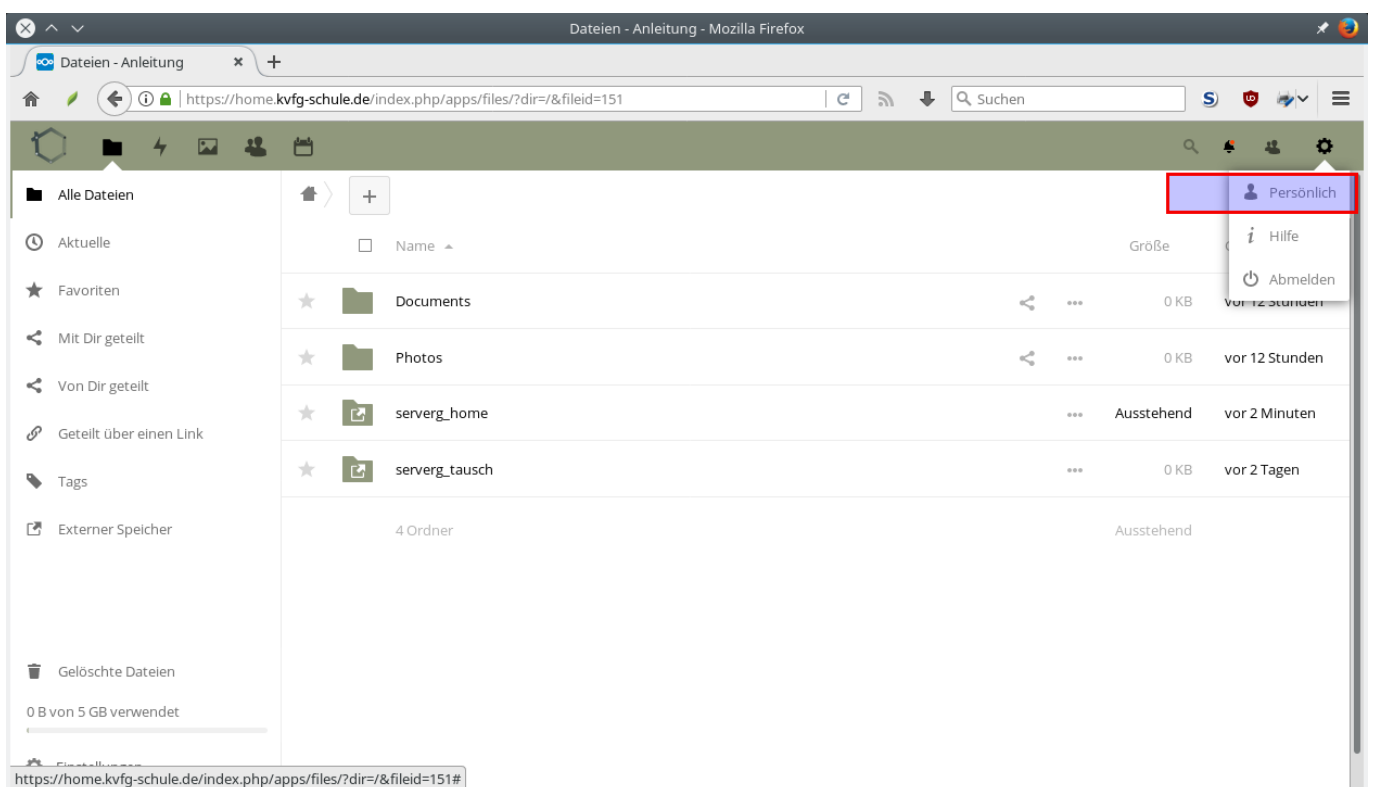 Dateien - Anleitung - Mozilla Firefox
Dateien - Anleitung
https://home.kvfg-schule.de/index.php/apps/files/?dir=/&fileid=151
Suchen
Alle Dateien
Aktuelle
Favoriten
Mit Dir geteilt
Von Dir geteilt
Geteilt über einen Link
Tags
Externer Speicher
Gelöschte Dateien
0 B von 5 GB verwendet
Persönlich
Hilfe
Abmelden
Name Größe
Documents 0 KB vor 12 Stunden
Photos 0 KB vor 12 Stunden
serverg_home Ausstehend vor 2 Minuten
serverg_tausch 0 KB vor 2 Tagen
4 Ordner Ausstehend
https://home.kvfg-schule.de/index.php/apps/files/?dir=/&fileid=151#